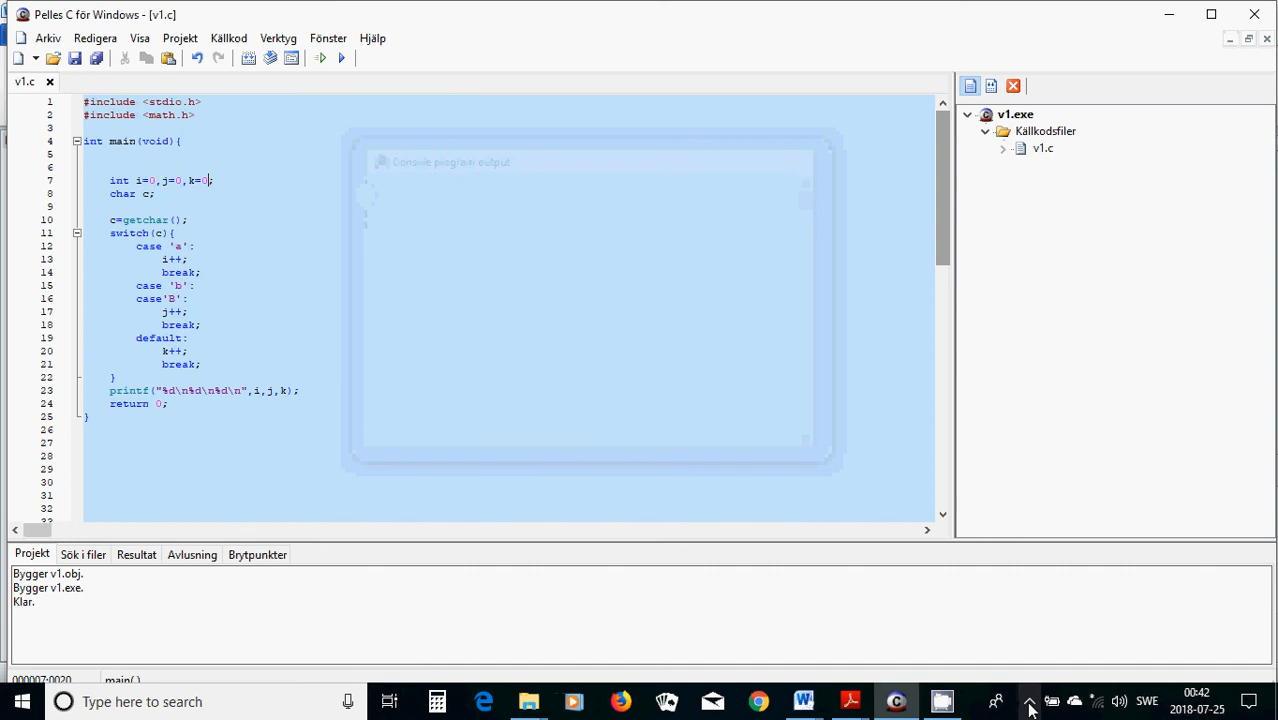 Pelles C för Windows - [v1.c]
Arkiv Redigera Visa Projekt Källkod Verktyg Fönster Hjälp
v1.c
1 #include <stdio.h>
2 #include <math.h>
3
4 int main(void){
5
6
7 int i=0,j=0,k=0;
8 char c;
9
10 c=getchar();
11 switch(c){
12 case 'a':
13 i++;
14 break;
15 case 'b':
16 case'B':
17 j++;
18 break;
19 default:
20 k++;
21 break;
22 }
23 printf("%d\n%d\n%d\n",i,j,k);
24 return 0;
25 }
26
27
28
29
30
31
32
Console program output
v1.exe
Källkodsfiler
v1.c
Projekt Sök i filer Resultat Avlusning Brytpunkter
Bygger v1.obj.
Bygger v1.exe.
Klar.
000007:0020 main( )
Type here to search
SWE
00:42
2018-07-25